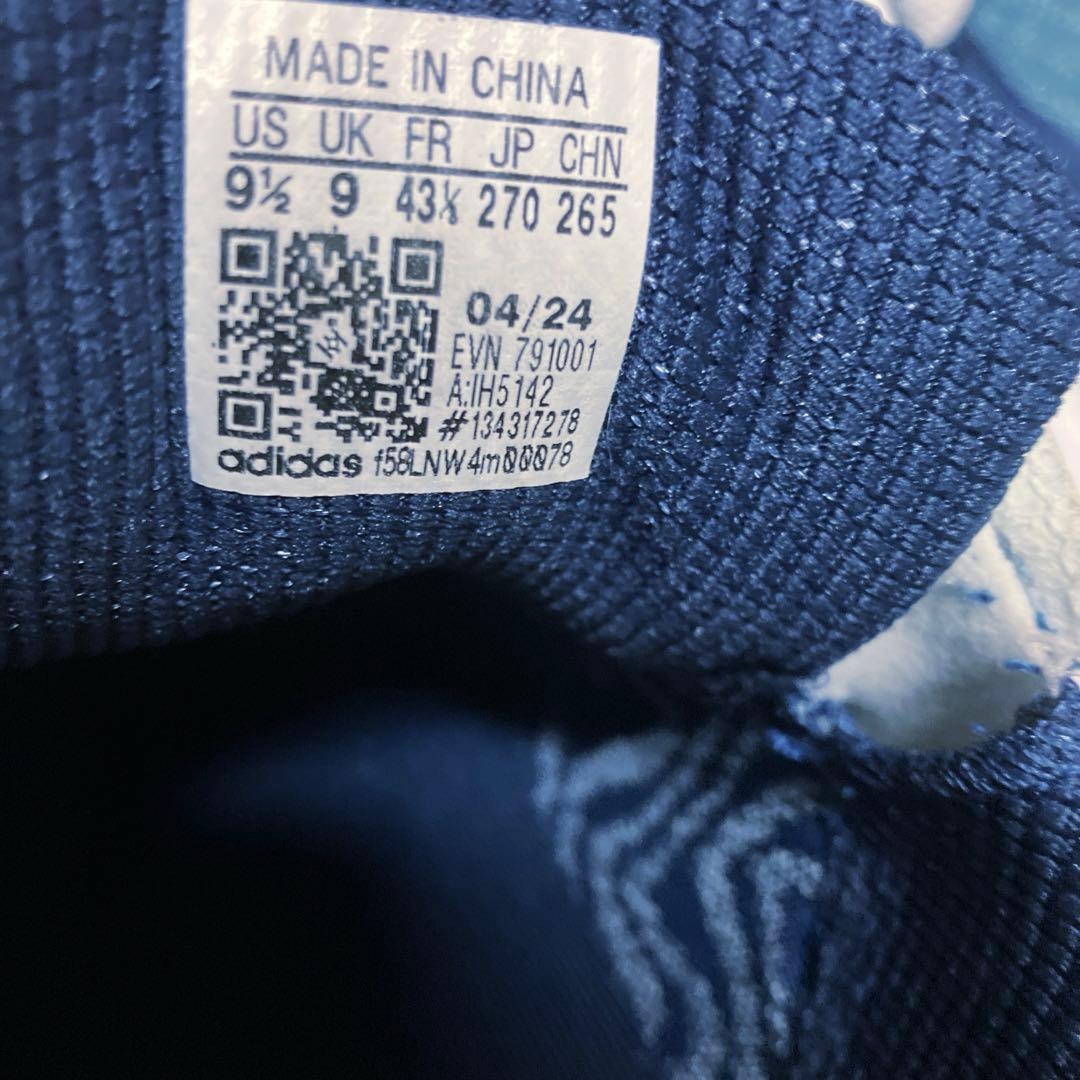 MADE IN CHINA
US UK FR JP CHN
9½ 9 43⅓ 270 265
04/24
EVN 791001
A:IH5142
#134317278
adidas f58LNW4m00078